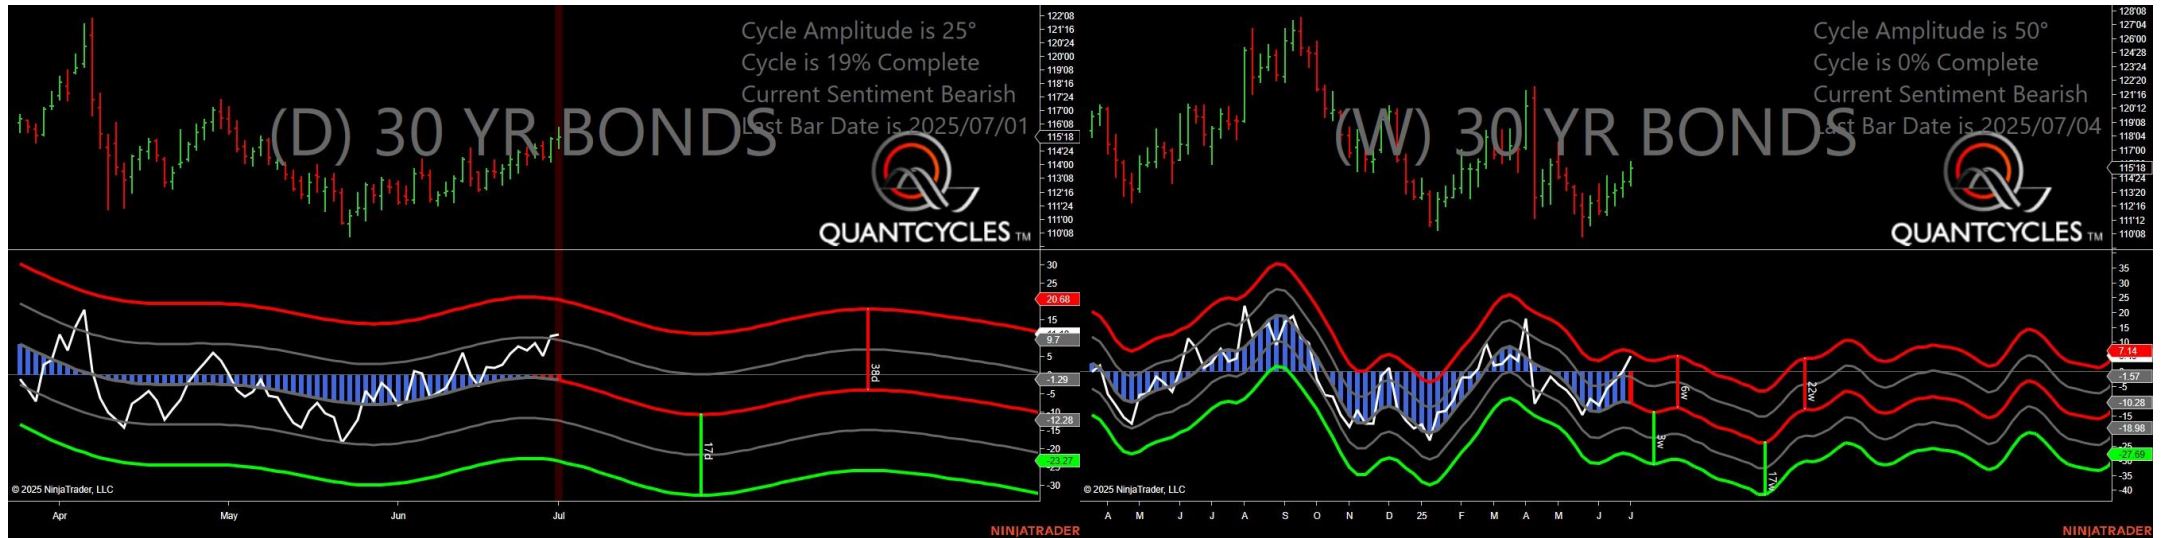 Cycle Amplitude is 25°
Cycle is 19% Complete
Current Sentiment Bearish
Last Bar Date is 2025/07/01
(D) 30 YR BONDS
QUANTCYCLES TM
122'08
121'16
120'24
120'00
119'08
118'16
117'24
117'00
116'08
115'18
114'24
114'00
113'08
112'16
111'24
111'00
110'08
30
25
20.68
15
9.7
5
-1.29
-5
-10
-12.28
-15
-20
-23.27
-30
38d
17d
© 2025 NinjaTrader, LLC
Apr
May
Jun
Jul
NINJATRADER
Cycle Amplitude is 50°
Cycle is 0% Complete
Current Sentiment Bearish
Last Bar Date is 2025/07/04
(W) 30 YR BONDS
QUANTCYCLES TM
128'08
127'04
126'00
124'28
123'24
122'20
121'16
120'12
119'08
118'04
117'00
115'18
114'24
113'20
112'16
111'12
110'08
35
30
25
20
15
10
7.14
-1.57
-5
-10.28
-15
-18.98
-27.69
-35
-40
6w
22w
3w
17w
© 2025 NinjaTrader, LLC
A M J J A S O N D 25 F M A M J J
NINJATRADER